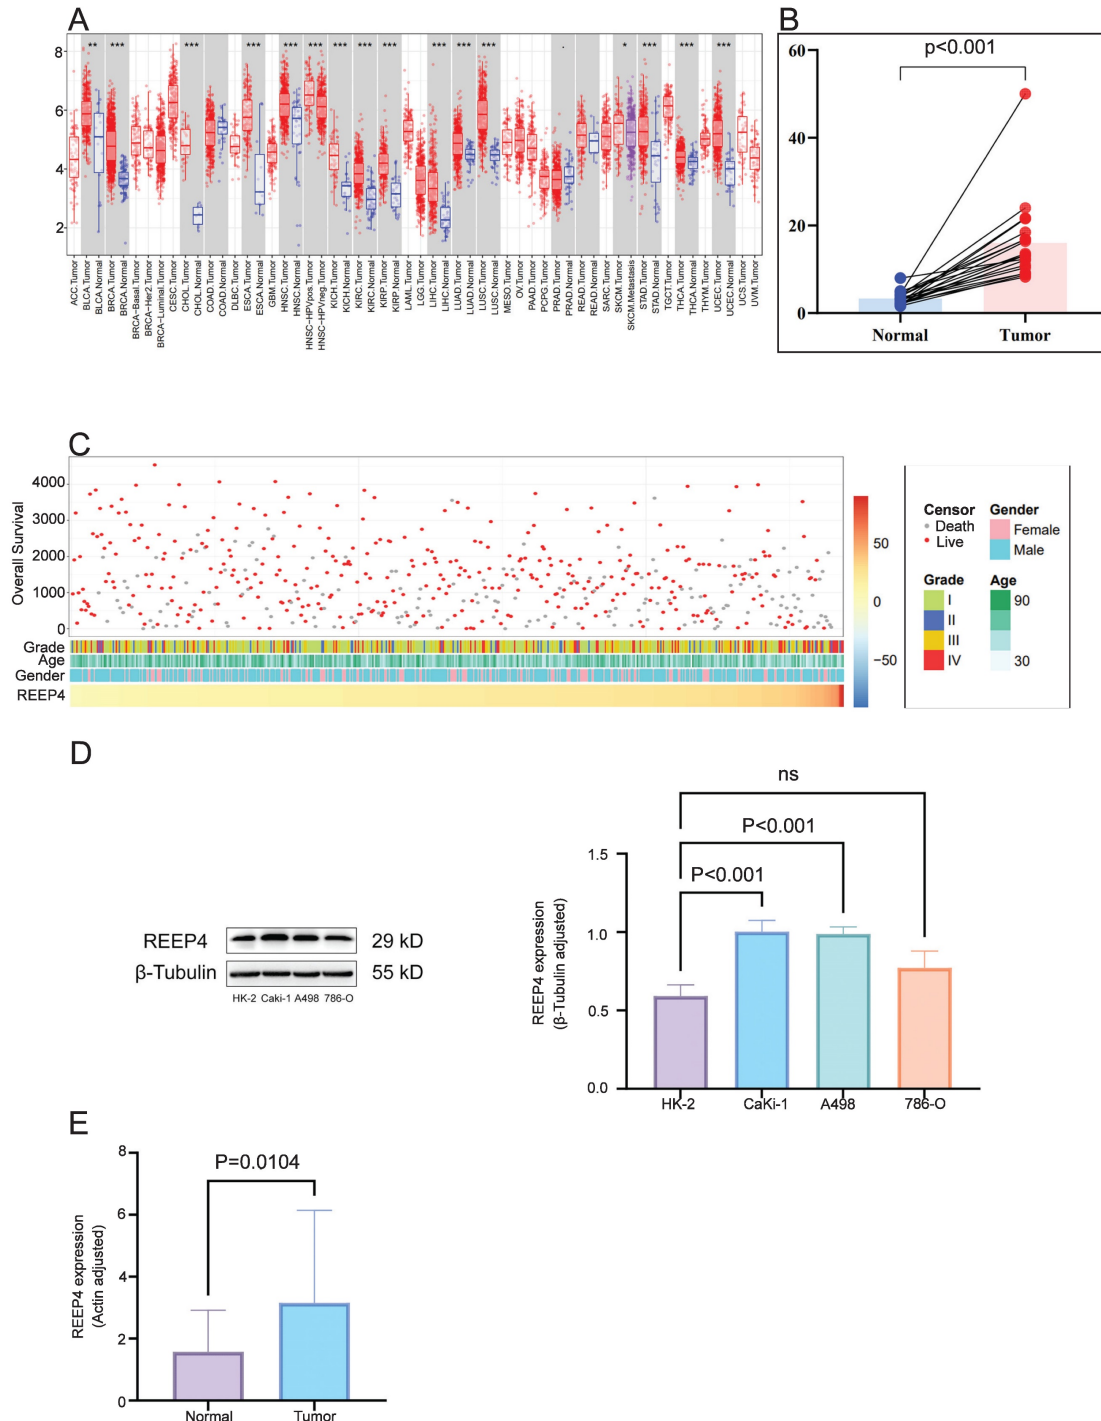 A
** *** *** *** *** *** *** *** *** *** *** *** . * *** *** ***
8
6
4
2
ACC.Tumor
BLCA.Tumor
BLCA.Normal
BRCA.Tumor
BRCA.Normal
BRCA-Basal.Tumor
BRCA-Her2.Tumor
BRCA-Luminal.Tumor
CESC.Tumor
CHOL.Tumor
CHOL.Normal
COAD.Tumor
COAD.Normal
DLBC.Tumor
ESCA.Tumor
ESCA.Normal
GBM.Tumor
HNSC.Tumor
HNSC.Normal
HNSC-HPVpos.Tumor
HNSC-HPVneg.Tumor
KICH.Tumor
KICH.Normal
KIRC.Tumor
KIRC.Normal
KIRP.Tumor
KIRP.Normal
LAML.Tumor
LGG.Tumor
LIHC.Tumor
LIHC.Normal
LUAD.Tumor
LUAD.Normal
LUSC.Tumor
LUSC.Normal
MESO.Tumor
OV.Tumor
PAAD.Tumor
PCPG.Tumor
PRAD.Tumor
PRAD.Normal
READ.Tumor
READ.Normal
SARC.Tumor
SKCM.Tumor
SKCM.Metastasis
STAD.Tumor
STAD.Normal
TGCT.Tumor
THCA.Tumor
THCA.Normal
THYM.Tumor
UCEC.Tumor
UCEC.Normal
UCS.Tumor
UVM.Tumor
B
p<0.001
60
40
20
0
Normal Tumor
C
Overall Survival
4000
3000
2000
1000
0
Grade
Age
Gender
REEP4
50
0
-50
Censor
Death
Live
Gender
Female
Male
Grade
I
II
III
IV
Age
90
30
D
REEP4 29 kD
β-Tubulin 55 kD
HK-2 Caki-1 A498 786-O
ns
P<0.001
P<0.001
REEP4 expression
(β-Tubulin adjusted)
1.5
1.0
0.5
0.0
HK-2 CaKi-1 A498 786-O
E
P=0.0104
REEP4 expression
(Actin adjusted)
8
6
4
2
0
Normal Tumor